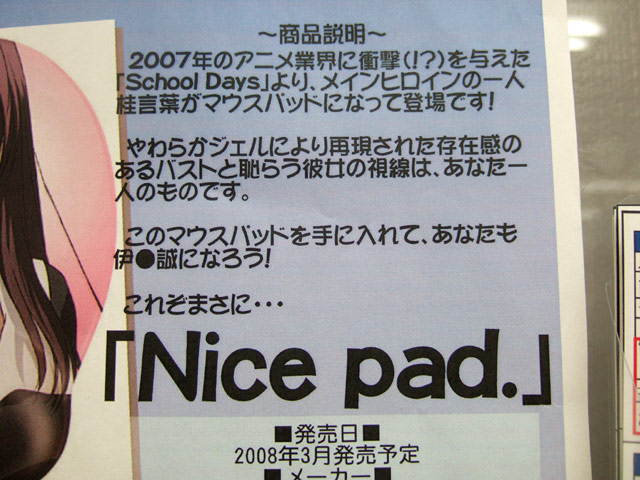 ～商品説明～
2007年のアニメ業界に衝撃(!?)を与えた
「School Days」より、メインヒロインの一人
桂言葉がマウスパッドになって登場です!
やわらかジェルにより再現された存在感の
あるバストと恥らう彼女の視線は、あなた一
人のものです。
このマウスパッドを手に入れて、あなたも
伊●誠になろう!
これぞまさに・・・
「Nice pad.」
■発売日■
2008年3月発売予定
■メーカー■